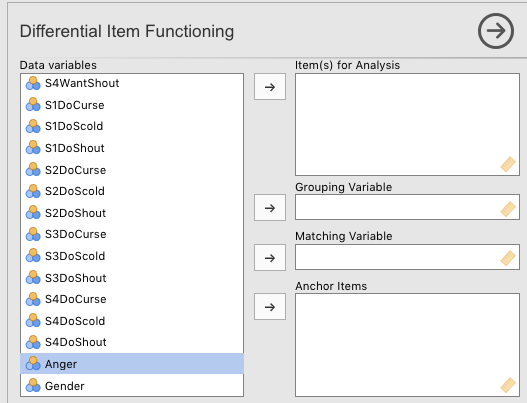 Differential Item Functioning
Data variables
S4WantShout
S1DoCurse
S1DoScold
S1DoShout
S2DoCurse
S2DoScold
S2DoShout
S3DoCurse
S3DoScold
S3DoShout
S4DoCurse
S4DoScold
S4DoShout
Anger
Gender
Item(s) for Analysis
Grouping Variable
Matching Variable
Anchor Items